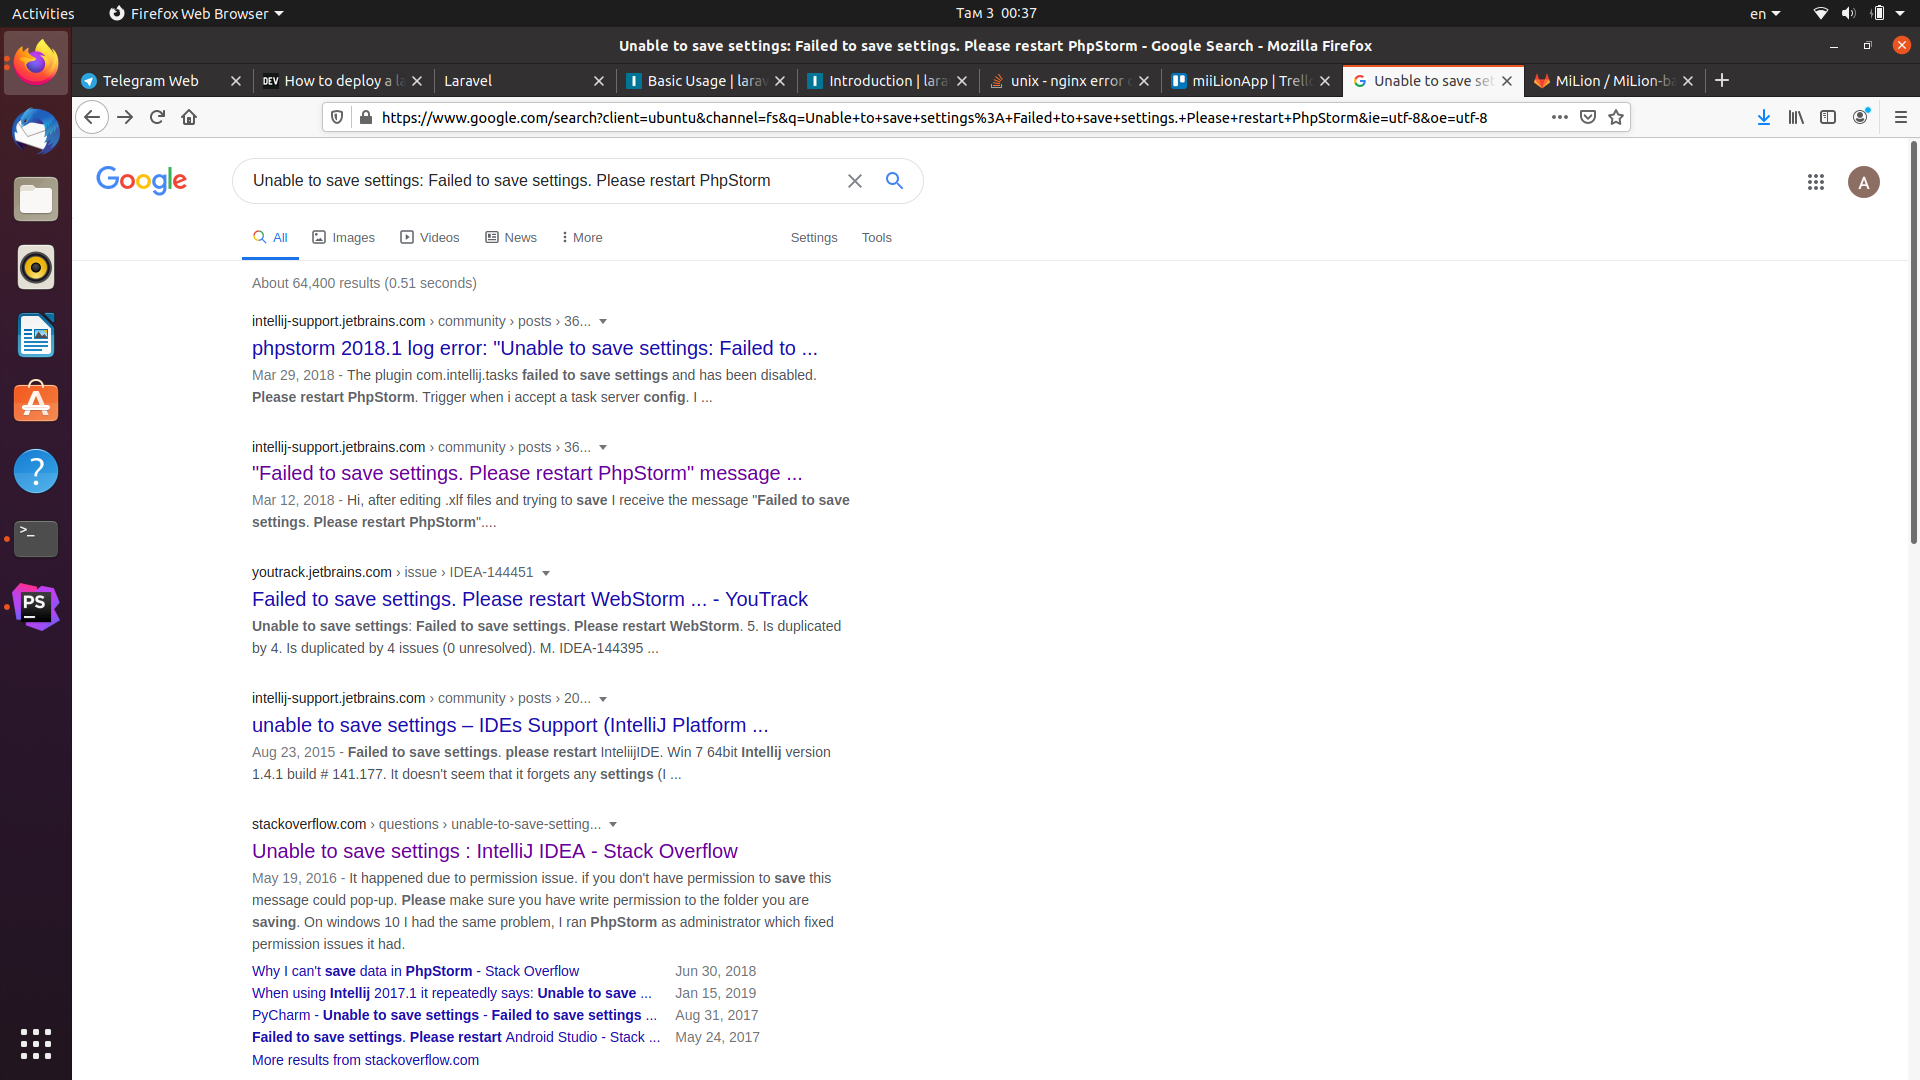 Activities
Firefox Web Browser
Там 3 00:37
en
Unable to save settings: Failed to save settings. Please restart PhpStorm - Google Search - Mozilla Firefox
Telegram Web
DEV How to deploy a la
Laravel
Basic Usage | larav
Introduction | lara
unix - nginx error
miiLionApp | Trello
Unable to save set
MiLion / MiLion-ba
https://www.google.com/search?client=ubuntu&channel=fs&q=Unable+to+save+settings%3A+Failed+to+save+settings.+Please+restart+PhpStorm&ie=utf-8&oe=utf-8
Google
Unable to save settings: Failed to save settings. Please restart PhpStorm
A
All
Images
Videos
News
More
Settings
Tools
About 64,400 results (0.51 seconds)
intellij-support.jetbrains.com › community › posts › 36...
phpstorm 2018.1 log error: "Unable to save settings: Failed to ...
Mar 29, 2018 - The plugin com.intellij.tasks failed to save settings and has been disabled.
Please restart PhpStorm. Trigger when i accept a task server config. I ...
intellij-support.jetbrains.com › community › posts › 36...
"Failed to save settings. Please restart PhpStorm" message ...
Mar 12, 2018 - Hi, after editing .xlf files and trying to save I receive the message "Failed to save
settings. Please restart PhpStorm"....
youtrack.jetbrains.com › issue › IDEA-144451
Failed to save settings. Please restart WebStorm ... - YouTrack
Unable to save settings: Failed to save settings. Please restart WebStorm. 5. Is duplicated
by 4. Is duplicated by 4 issues (0 unresolved). M. IDEA-144395 ...
intellij-support.jetbrains.com › community › posts › 20...
unable to save settings – IDEs Support (IntelliJ Platform ...
Aug 23, 2015 - Failed to save settings. please restart InteliijIDE. Win 7 64bit Intellij version
1.4.1 build # 141.177. It doesn't seem that it forgets any settings (I ...
stackoverflow.com › questions › unable-to-save-setting...
Unable to save settings : IntelliJ IDEA - Stack Overflow
May 19, 2016 - It happened due to permission issue. if you don't have permission to save this
message could pop-up. Please make sure you have write permission to the folder you are
saving. On windows 10 I had the same problem, I ran PhpStorm as administrator which fixed
permission issues it had.
Why I can't save data in PhpStorm - Stack Overflow Jun 30, 2018
When using Intellij 2017.1 it repeatedly says: Unable to save ... Jan 15, 2019
PyCharm - Unable to save settings - Failed to save settings ... Aug 31, 2017
Failed to save settings. Please restart Android Studio - Stack ... May 24, 2017
More results from stackoverflow.com
PS